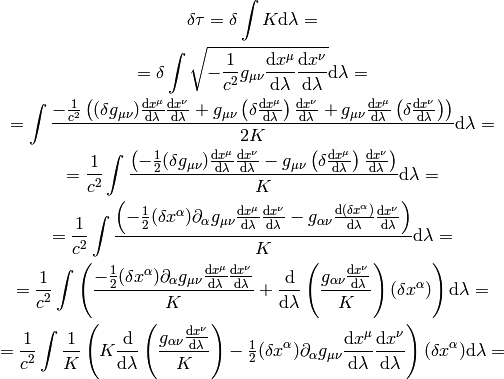 $\delta\tau = \delta \int K \mathrm{d}\lambda =$
$= \delta \int \sqrt{-\frac{1}{c^2} g_{\mu\nu} \frac{\mathrm{d}x^\mu}{\mathrm{d}\lambda} \frac{\mathrm{d}x^\nu}{\mathrm{d}\lambda}} \mathrm{d}\lambda =$
$= \int \frac{-\frac{1}{c^2} \left( (\delta g_{\mu\nu}) \frac{\mathrm{d}x^\mu}{\mathrm{d}\lambda} \frac{\mathrm{d}x^\nu}{\mathrm{d}\lambda} + g_{\mu\nu} \left( \delta \frac{\mathrm{d}x^\mu}{\mathrm{d}\lambda} \right) \frac{\mathrm{d}x^\nu}{\mathrm{d}\lambda} + g_{\mu\nu} \frac{\mathrm{d}x^\mu}{\mathrm{d}\lambda} \left( \delta \frac{\mathrm{d}x^\nu}{\mathrm{d}\lambda} \right) \right)}{2K} \mathrm{d}\lambda =$
$= \frac{1}{c^2} \int \frac{\left( -\frac{1}{2} (\delta g_{\mu\nu}) \frac{\mathrm{d}x^\mu}{\mathrm{d}\lambda} \frac{\mathrm{d}x^\nu}{\mathrm{d}\lambda} - g_{\mu\nu} \left( \delta \frac{\mathrm{d}x^\mu}{\mathrm{d}\lambda} \right) \frac{\mathrm{d}x^\nu}{\mathrm{d}\lambda} \right)}{K} \mathrm{d}\lambda =$
$= \frac{1}{c^2} \int \frac{\left( -\frac{1}{2} (\delta x^\alpha) \partial_\alpha g_{\mu\nu} \frac{\mathrm{d}x^\mu}{\mathrm{d}\lambda} \frac{\mathrm{d}x^\nu}{\mathrm{d}\lambda} - g_{\alpha\nu} \frac{\mathrm{d}(\delta x^\alpha)}{\mathrm{d}\lambda} \frac{\mathrm{d}x^\nu}{\mathrm{d}\lambda} \right)}{K} \mathrm{d}\lambda =$
$= \frac{1}{c^2} \int \left( \frac{-\frac{1}{2} (\delta x^\alpha) \partial_\alpha g_{\mu\nu} \frac{\mathrm{d}x^\mu}{\mathrm{d}\lambda} \frac{\mathrm{d}x^\nu}{\mathrm{d}\lambda}}{K} + \frac{\mathrm{d}}{\mathrm{d}\lambda} \left( \frac{g_{\alpha\nu} \frac{\mathrm{d}x^\nu}{\mathrm{d}\lambda}}{K} \right) (\delta x^\alpha) \right) \mathrm{d}\lambda =$
$= \frac{1}{c^2} \int \frac{1}{K} \left( K \frac{\mathrm{d}}{\mathrm{d}\lambda} \left( \frac{g_{\alpha\nu} \frac{\mathrm{d}x^\nu}{\mathrm{d}\lambda}}{K} \right) - \frac{1}{2} (\delta x^\alpha) \partial_\alpha g_{\mu\nu} \frac{\mathrm{d}x^\mu}{\mathrm{d}\lambda} \frac{\mathrm{d}x^\nu}{\mathrm{d}\lambda} \right) (\delta x^\alpha) \mathrm{d}\lambda =$